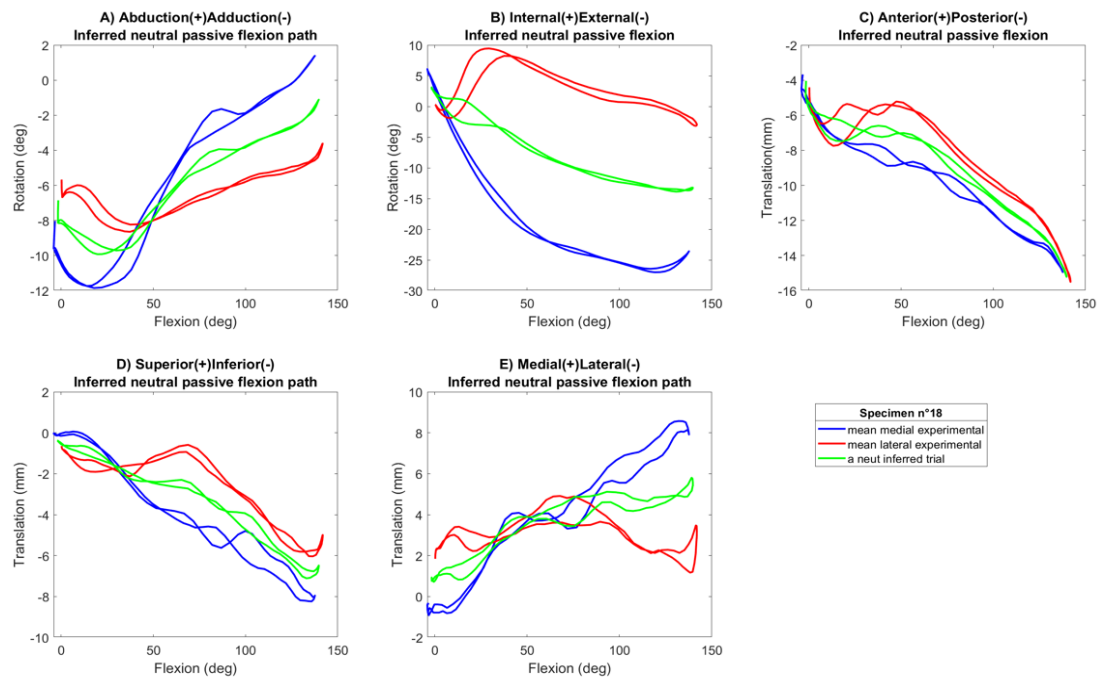 A) Abduction(+)Adduction(-)
Inferred neutral passive flexion path
Rotation (deg)
2
0
-2
-4
-6
-8
-10
-12
0
50
100
150
Flexion (deg)
B) Internal(+)External(-)
Inferred neutral passive flexion
Rotation (deg)
10
5
0
-5
-10
-15
-20
-25
-30
0
50
100
150
Flexion (deg)
C) Anterior(+)Posterior(-)
Inferred neutral passive flexion
Translation(mm)
-2
-4
-6
-8
-10
-12
-14
-16
0
50
100
150
Flexion (deg)
D) Superior(+)Inferior(-)
Inferred neutral passive flexion path
Translation (mm)
2
0
-2
-4
-6
-8
-10
0
50
100
150
Flexion (deg)
E) Medial(+)Lateral(-)
Inferred neutral passive flexion path
Translation (mm)
10
8
6
4
2
0
-2
0
50
100
150
Flexion (deg)
Specimen n°18
mean medial experimental
mean lateral experimental
a neut inferred trial